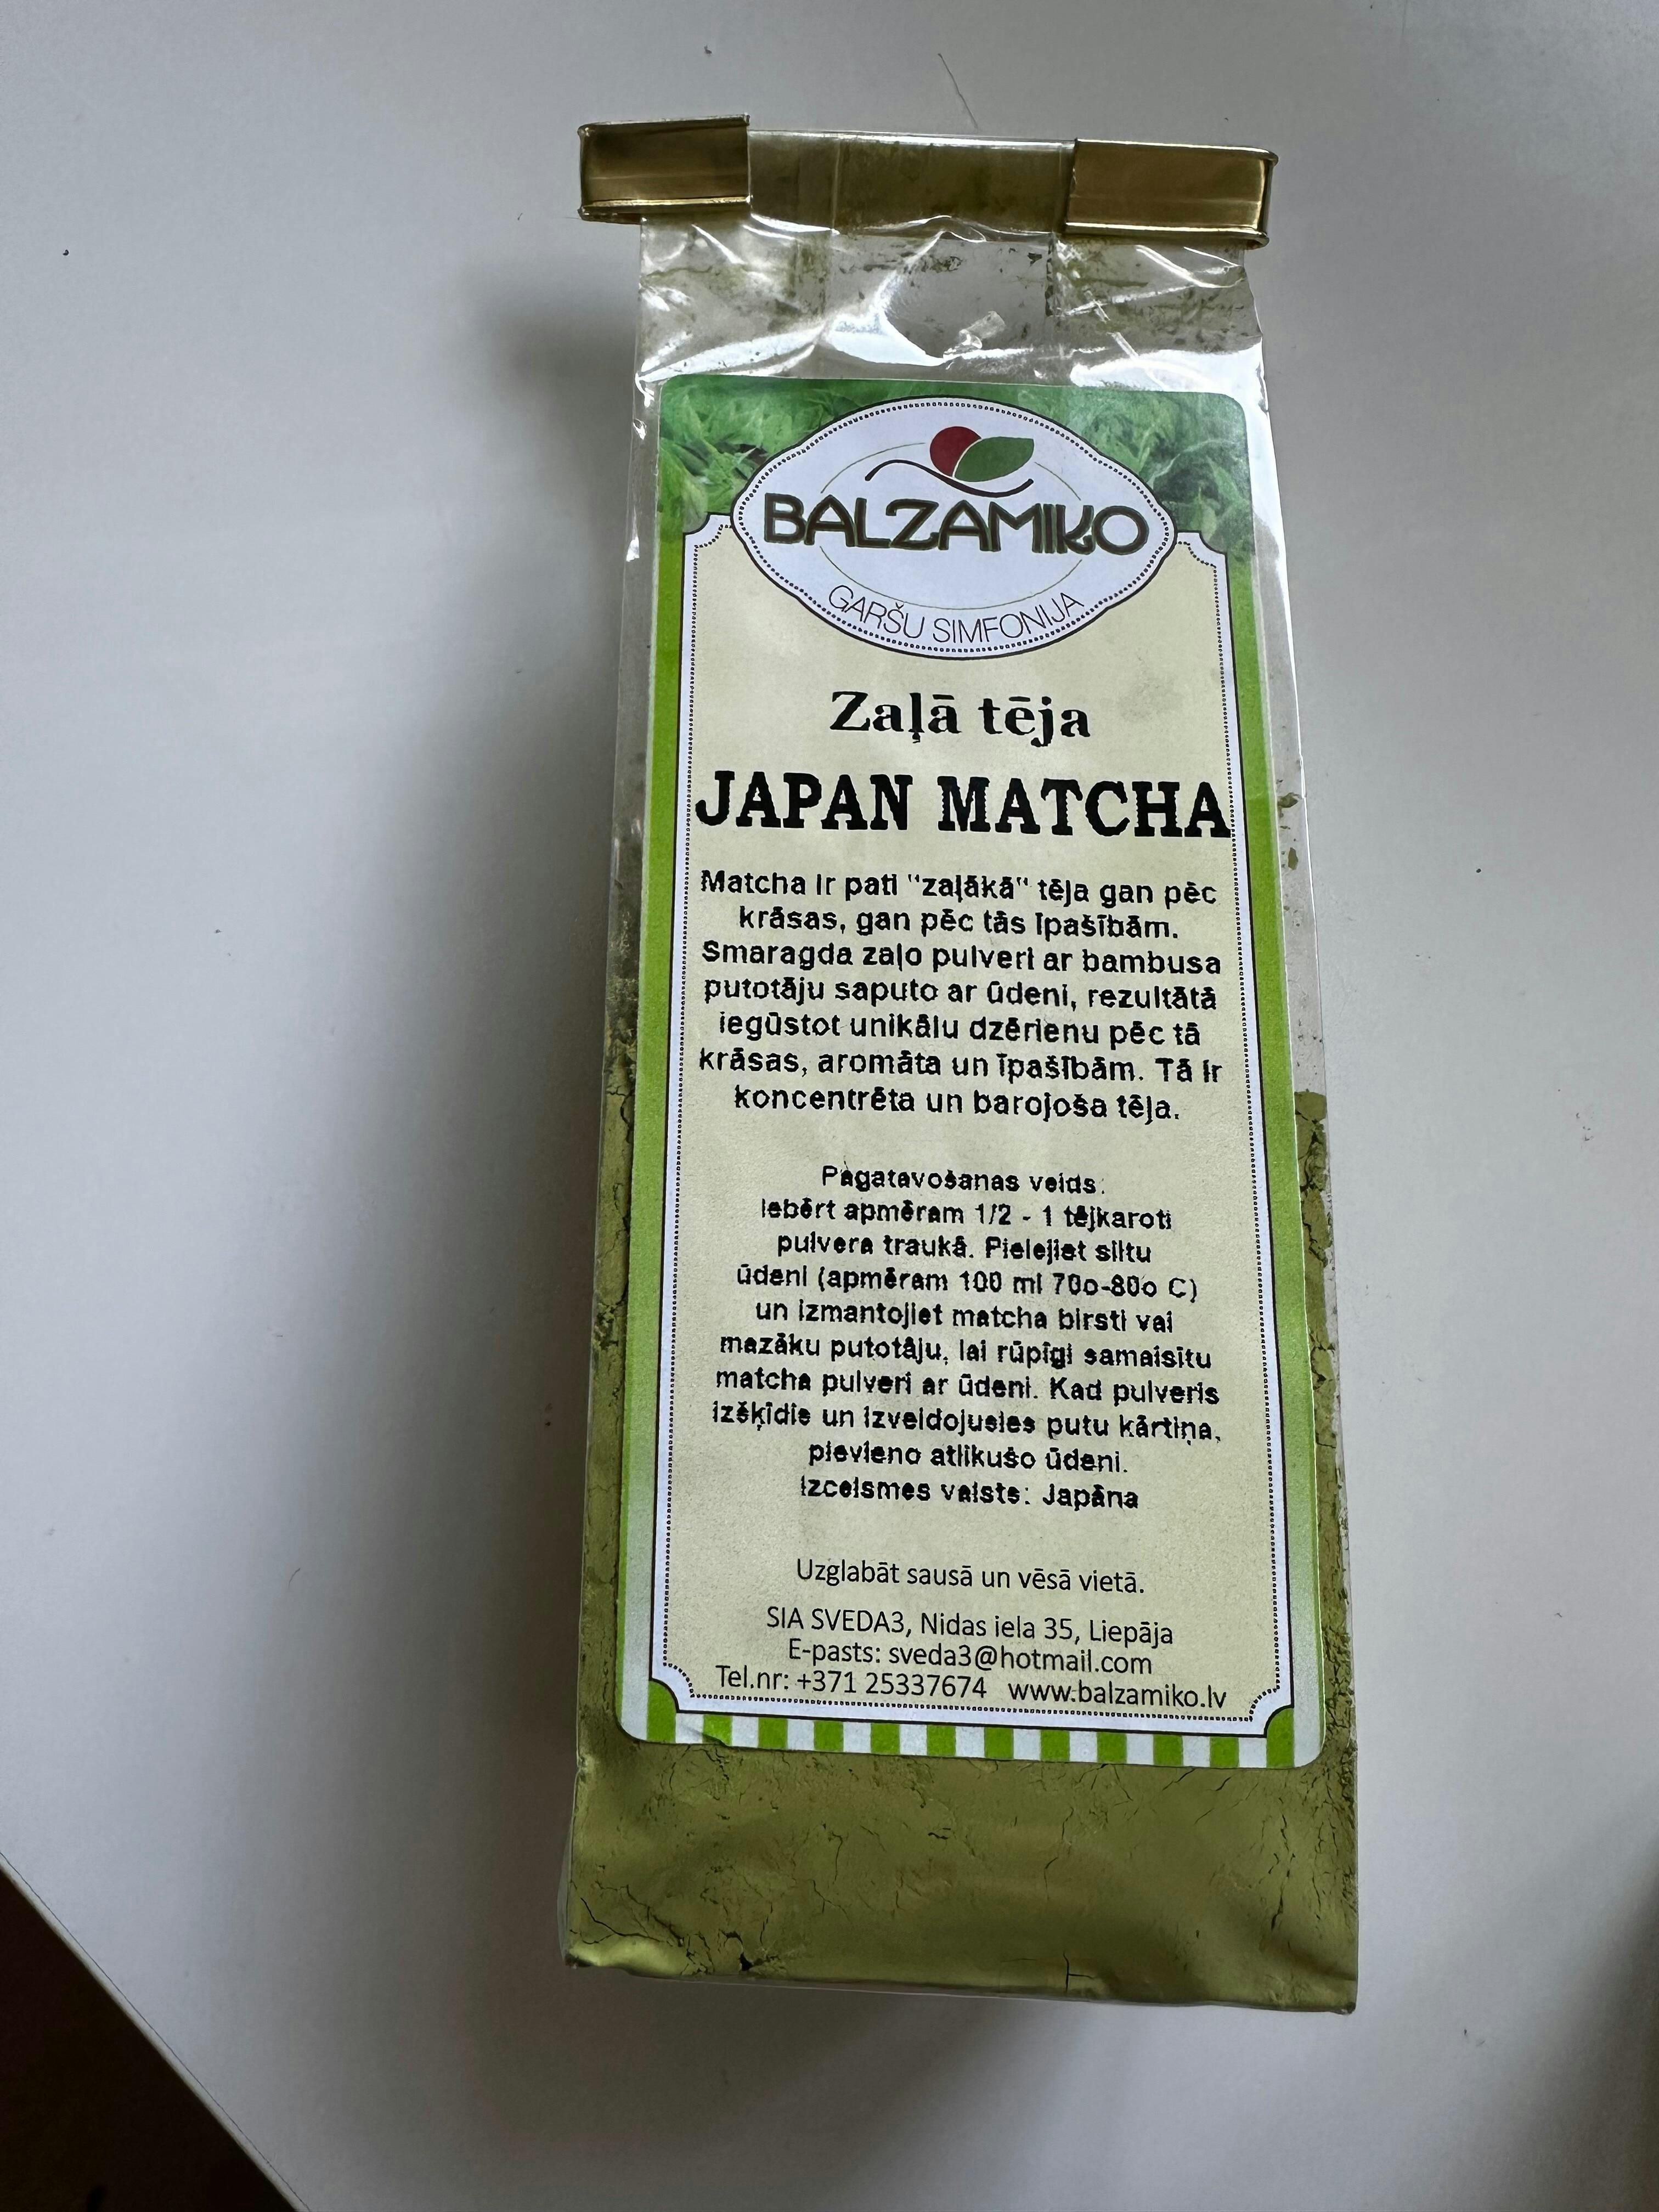 BALZAMIKO
GARŠU SIMFONIJA
Zaļā tēja
JAPAN MATCHA
Matcha ir pati "zaļākā" tēja gan pēc
krāsas, gan pēc tās īpašībām.
Smaragda zaļo pulveri ar bambusa
putotāju saputo ar ūdeni, rezultātā
iegūstot unikālu dzērienu pēc tā
krāsas, aromāta un īpašībām. Tā ir
koncentrēta un barojoša tēja.
Pagatavošanas veids:
Iebērt apmēram 1/2 - 1 tējkaroti
pulvera traukā. Pielejiet siltu
ūdeni (apmēram 100 ml 70o-80o C)
un izmantojiet matcha birsti vai
mazāku putotāju, lai rūpīgi samaisītu
matcha pulveri ar ūdeni. Kad pulveris
izšķīdis un izveidojusies putu kārtiņa,
pievieno atlikušo ūdeni.
Izcelsmes valsts: Japāna
Uzglabāt sausā un vēsā vietā.
SIA SVEDA3, Nidas iela 35, Liepāja
E-pasts: sveda3@hotmail.com
Tel.nr: +371 25337674 www.balzamiko.lv